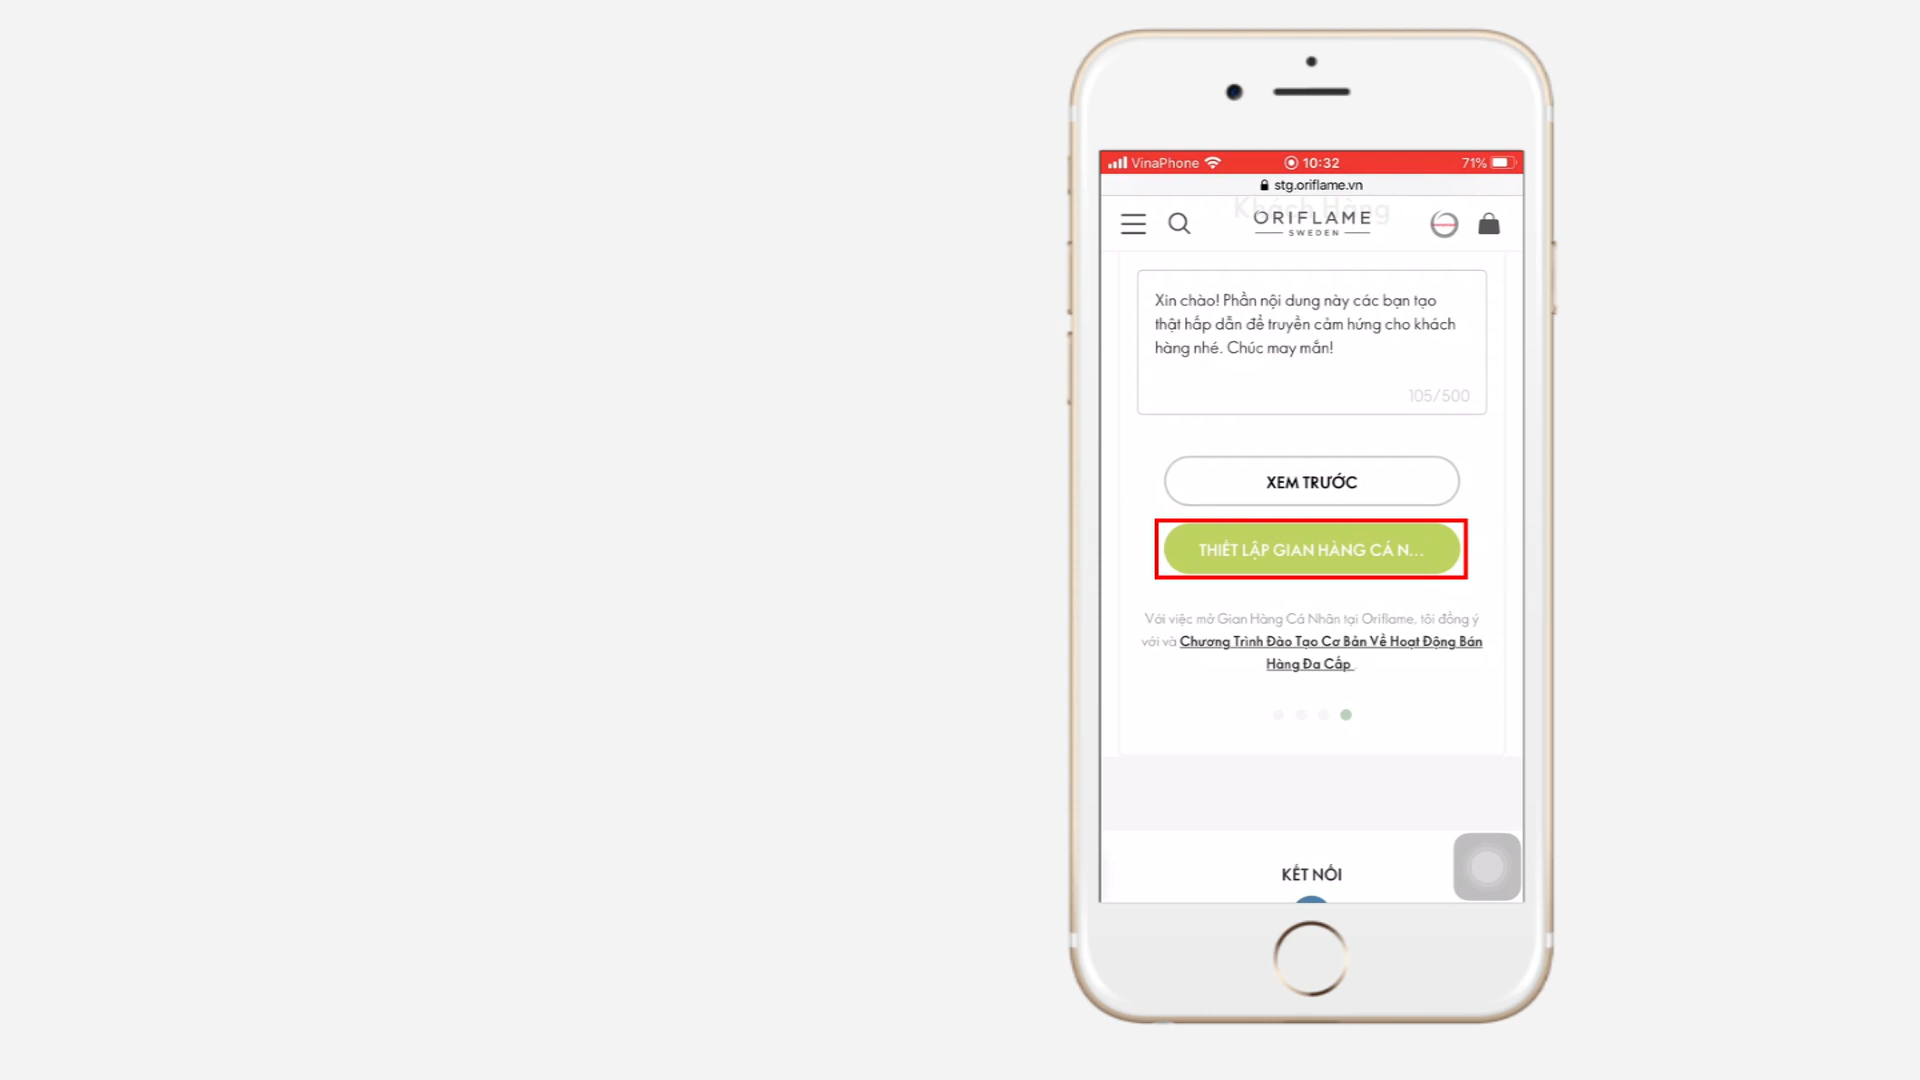 VinaPhone 10:32 71%
stg.oriflame.vn
Khách Hàng
ORIFLAME
SWEDEN
Xin chào! Phần nội dung này các bạn tạo
thật hấp dẫn để truyền cảm hứng cho khách
hàng nhé. Chúc may mắn!
105/500
XEM TRƯỚC
THIẾT LẬP GIAN HÀNG CÁ N...
Với việc mở Gian Hàng Cá Nhân tại Oriflame, tôi đồng ý
với và Chương Trình Đào Tạo Cơ Bản Về Hoạt Động Bán
Hàng Đa Cấp
KẾT NỐI